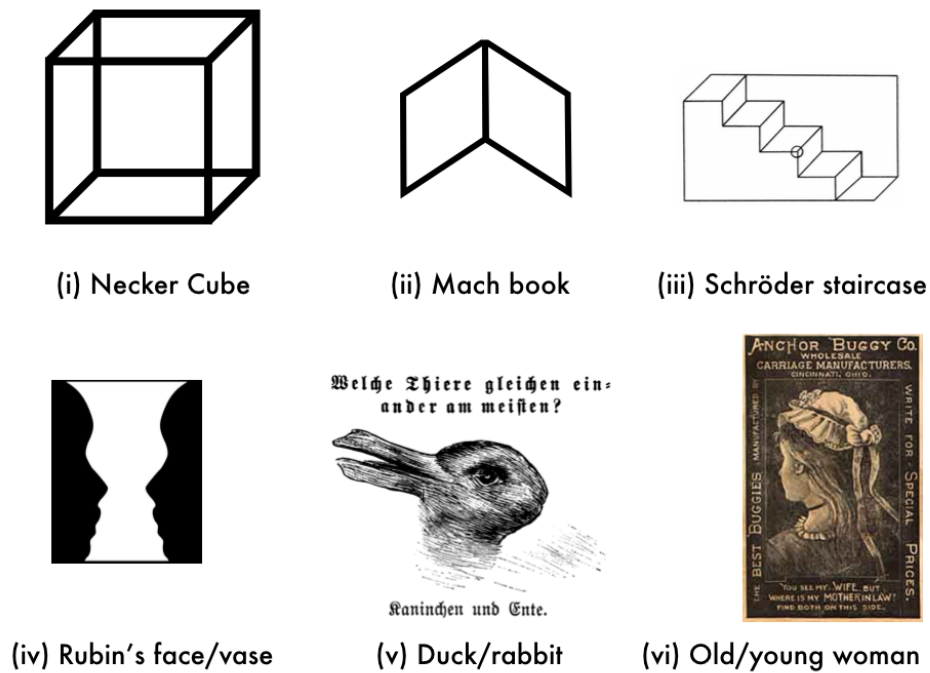 (i) Necker Cube
(ii) Mach book
(iii) Schröder staircase
Welche Thiere gleichen ein=
ander am meisten?
Kaninchen und Ente.
ANCHOR BUGGY CO.
WHOLESALE
CARRIAGE MANUFACTURERS.
CINCINNATI, OHIO.
THE BEST BUGGIES MANUFACTURED BY
WRITE FOR SPECIAL PRICES.
YOU SEE MY WIFE, BUT
WHERE IS MY MOTHER-IN-LAW?
FIND BOTH ON THIS SIDE.
(iv) Rubin's face/vase
(v) Duck/rabbit
(vi) Old/young woman